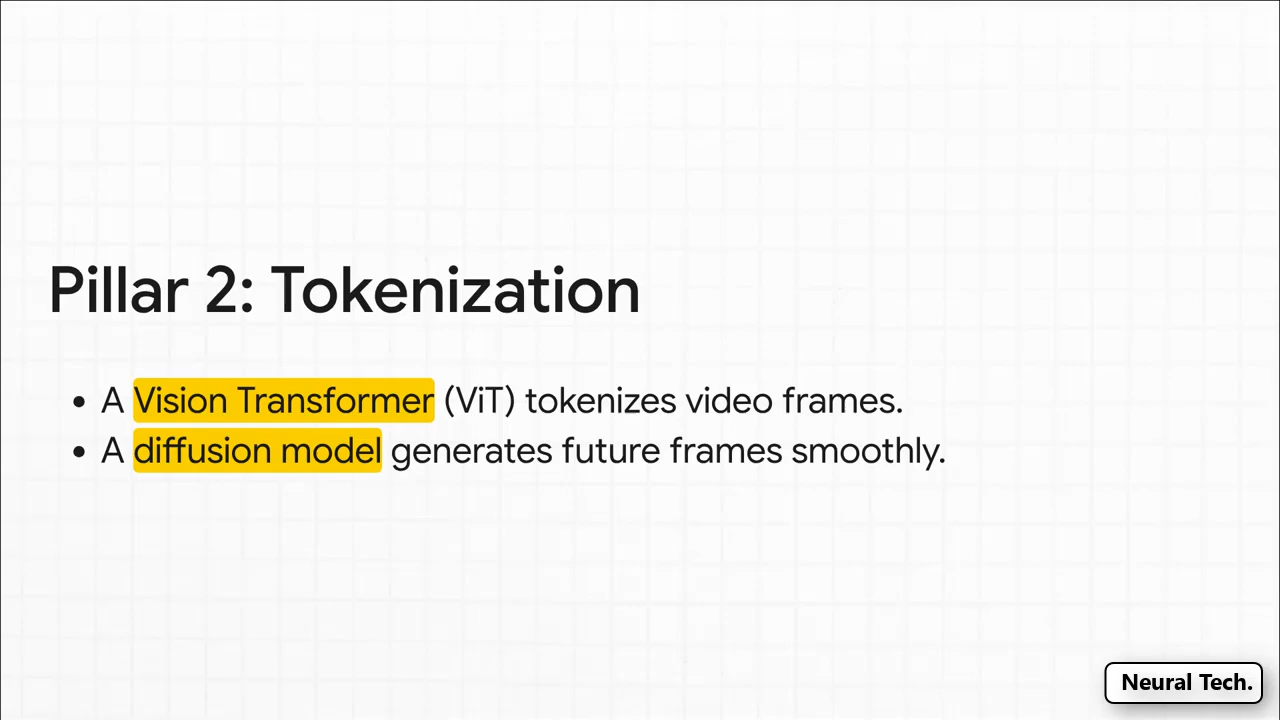 Pillar 2: Tokenization
• A Vision Transformer (ViT) tokenizes video frames.
• A diffusion model generates future frames smoothly.
Neural Tech.